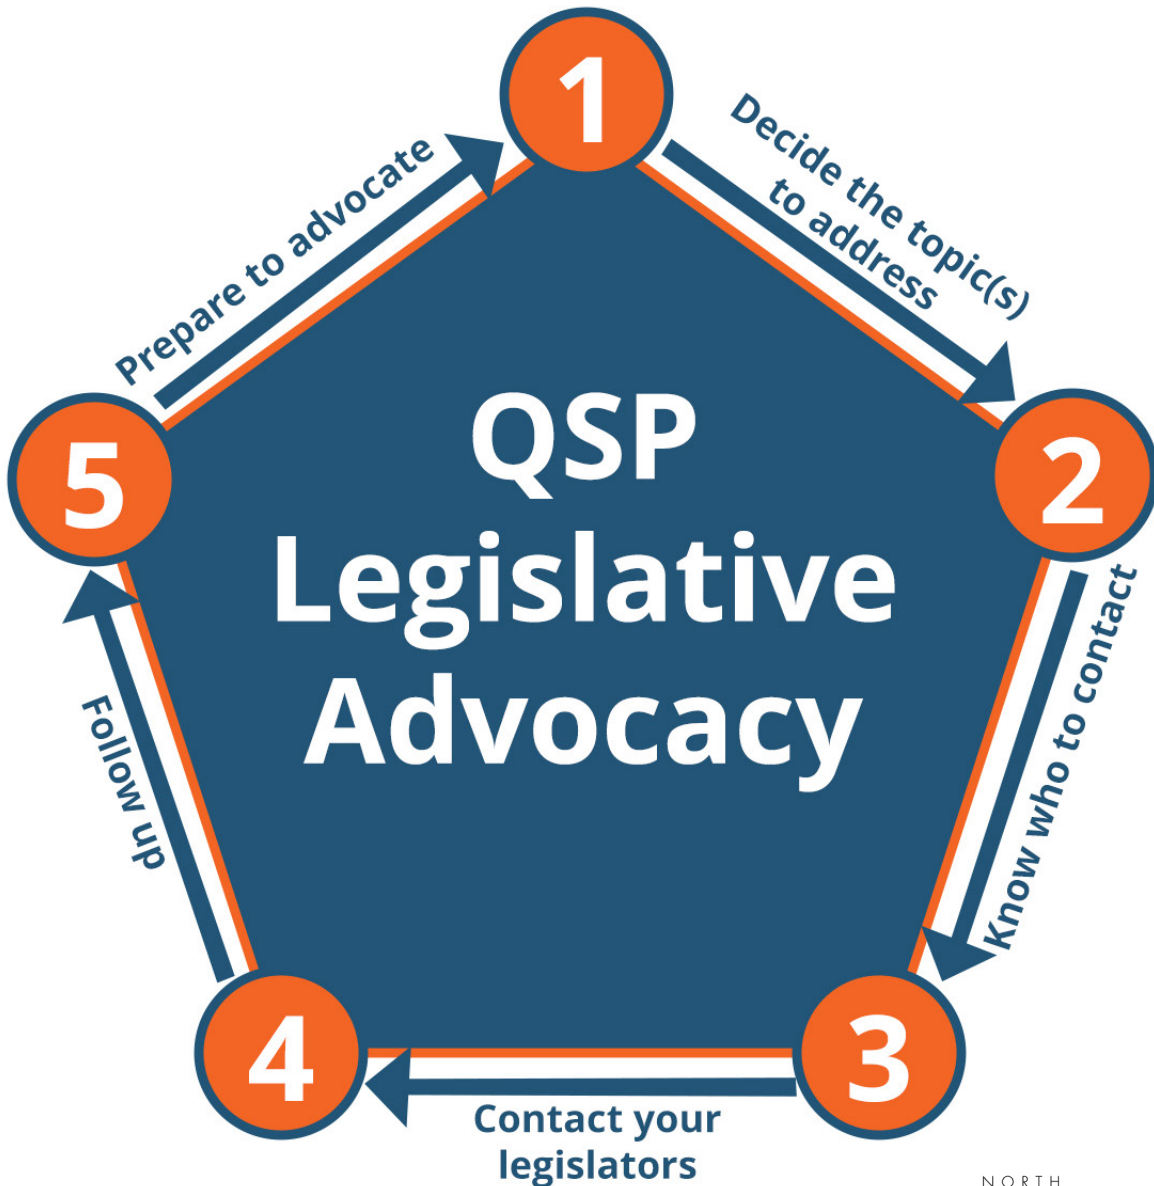 1
Decide the topic(s)
to address
2
Know who to contact
3
Contact your
legislators
4
Follow up
5
Prepare to advocate
QSP
Legislative
Advocacy
NORTH